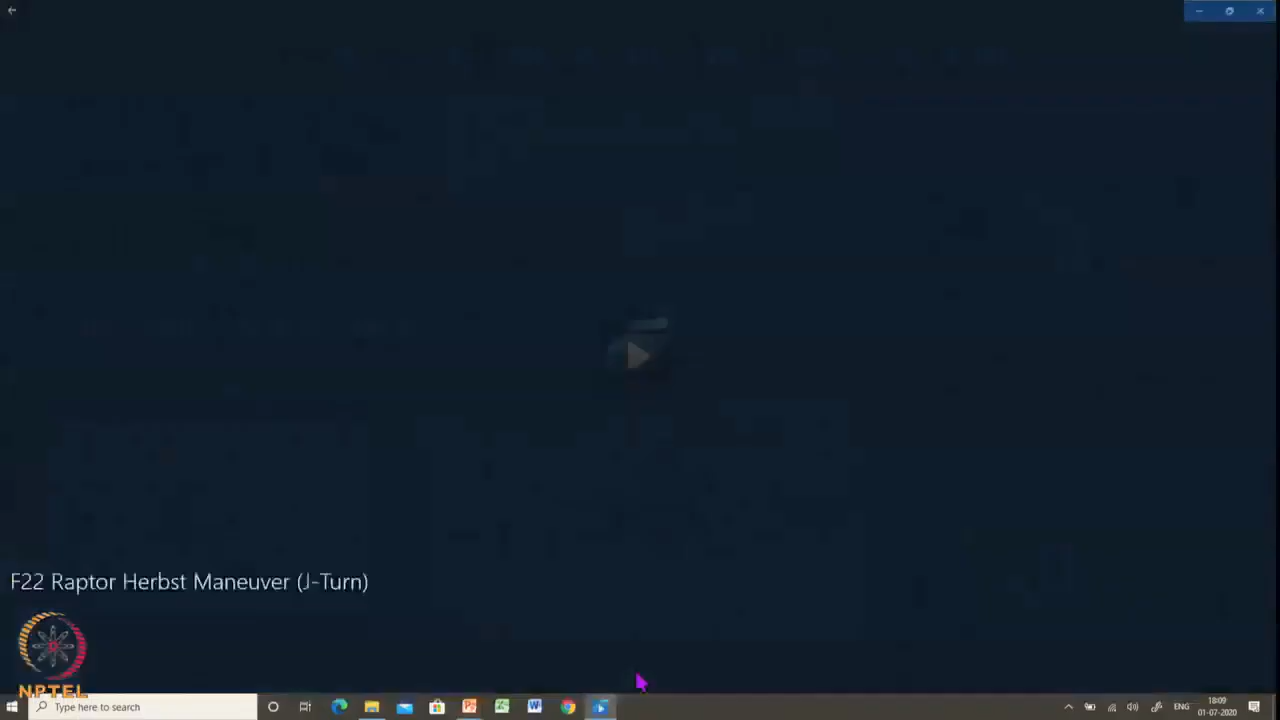 F22 Raptor Herbst Maneuver (J-Turn)
NPTEL
Type here to search
ENG
18:09
01-07-2020